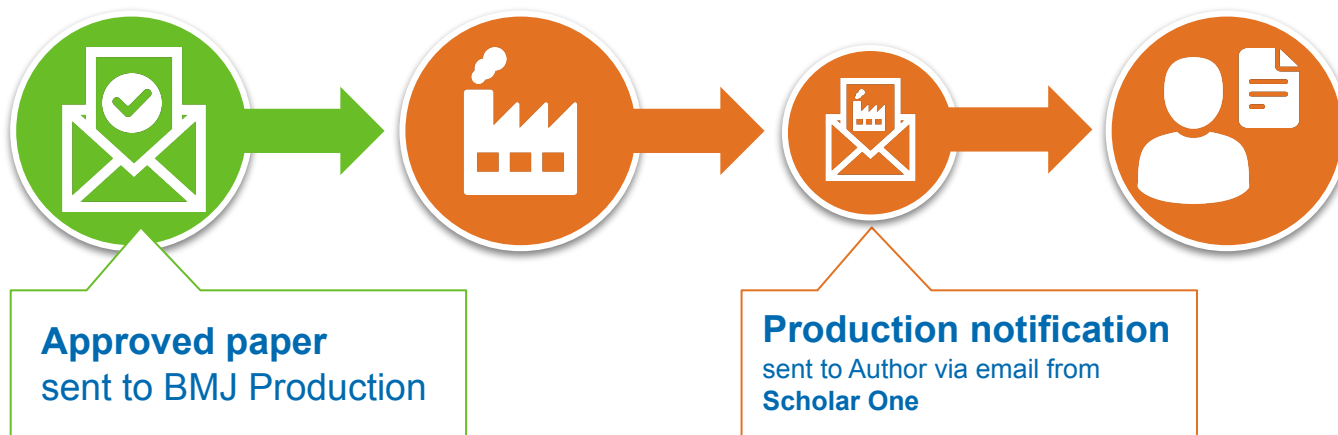 Approved paper
sent to BMJ Production
Production notification
sent to Author via email from
Scholar One